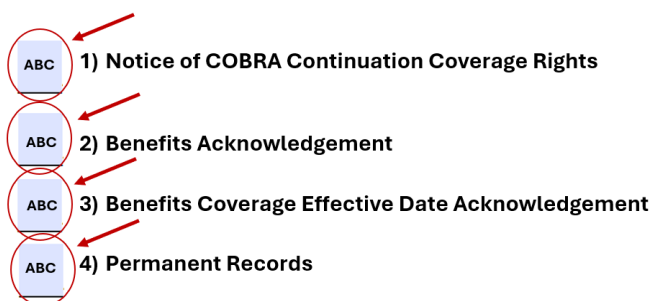 ABC 1) Notice of COBRA Continuation Coverage Rights
ABC 2) Benefits Acknowledgement
ABC 3) Benefits Coverage Effective Date Acknowledgement
ABC 4) Permanent Records